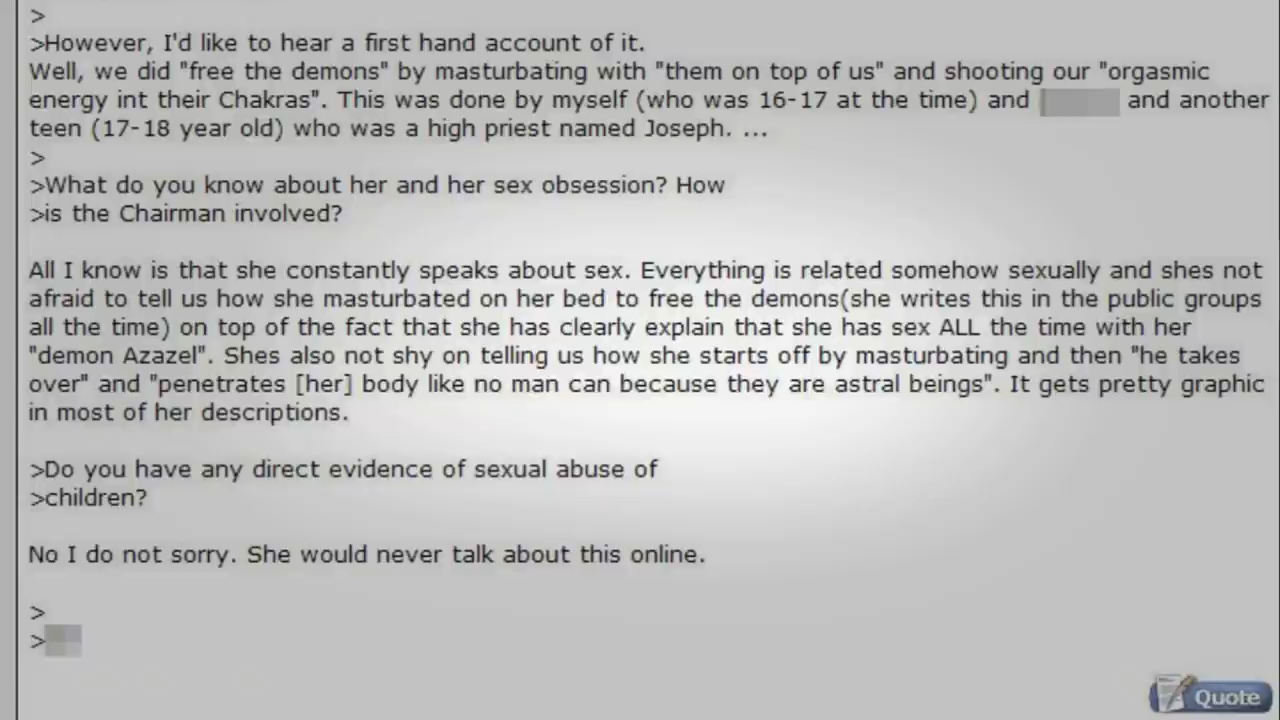 >
>However, I'd like to hear a first hand account of it.
Well, we did "free the demons" by masturbating with "them on top of us" and shooting our "orgasmic
energy int their Chakras". This was done by myself (who was 16-17 at the time) and and another
teen (17-18 year old) who was a high priest named Joseph. ...
>
>What do you know about her and her sex obsession? How
>is the Chairman involved?
All I know is that she constantly speaks about sex. Everything is related somehow sexually and shes not
afraid to tell us how she masturbated on her bed to free the demons(she writes this in the public groups
all the time) on top of the fact that she has clearly explain that she has sex ALL the time with her
"demon Azazel". Shes also not shy on telling us how she starts off by masturbating and then "he takes
over" and "penetrates [her] body like no man can because they are astral beings". It gets pretty graphic
in most of her descriptions.
>Do you have any direct evidence of sexual abuse of
>children?
No I do not sorry. She would never talk about this online.
>
>
Quote